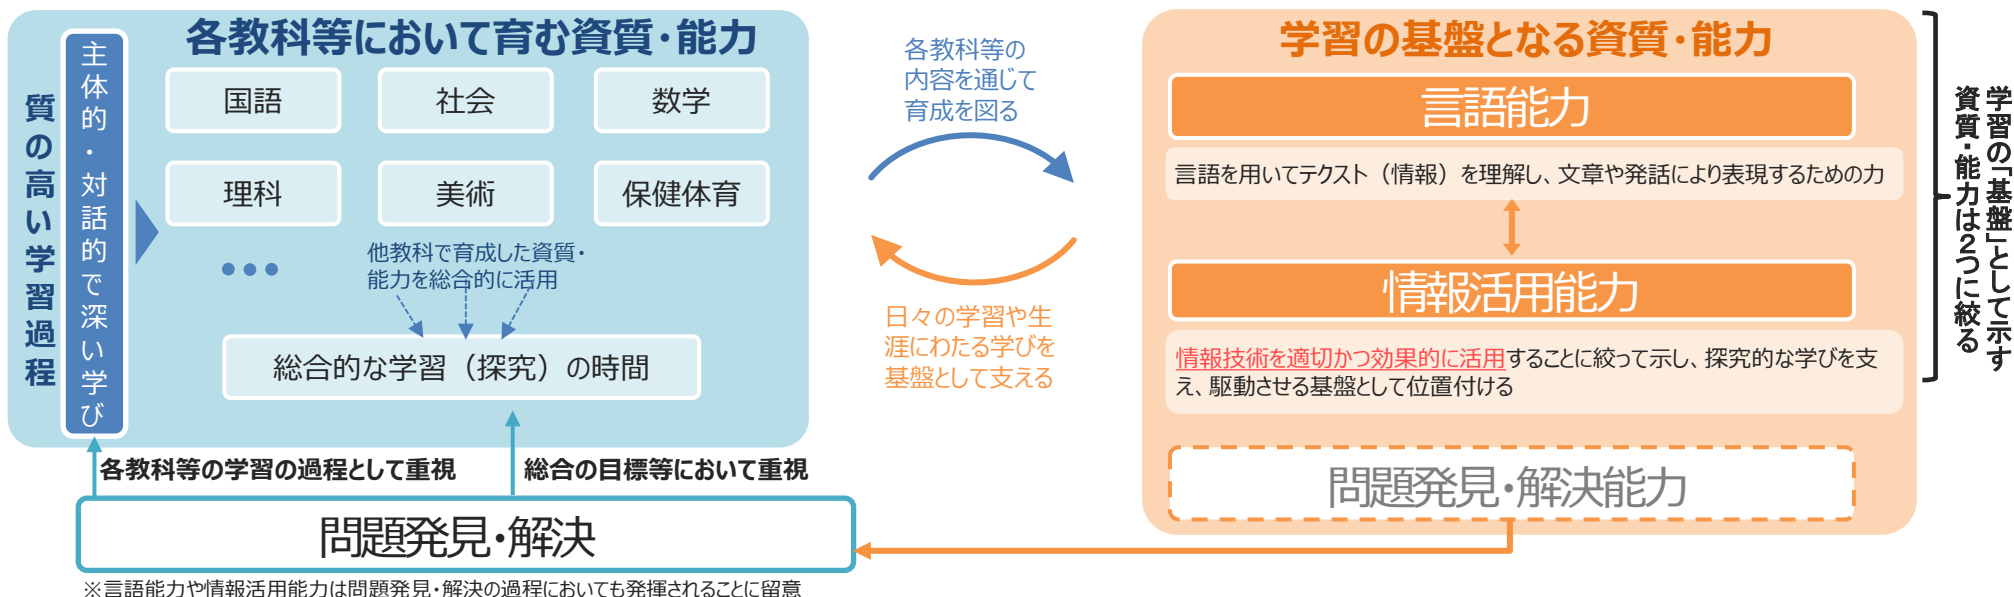 各教科等において育む資質・能力
質の高い学習過程
主体的・対話的で深い学び
国語
社会
数学
理科
美術
保健体育
●●●
他教科で育成した資質・
能力を総合的に活用
総合的な学習（探究）の時間
各教科等の学習の過程として重視
総合の目標等において重視
問題発見・解決
※言語能力や情報活用能力は問題発見・解決の過程においても発揮されることに留意
各教科等の
内容を通じて
育成を図る
日々の学習や生
涯にわたる学びを
基盤として支える
学習の基盤となる資質・能力
言語能力
言語を用いてテクスト（情報）を理解し、文章や発話により表現するための力
情報活用能力
情報技術を適切かつ効果的に活用することに絞って示し、探究的な学びを支
え、駆動させる基盤として位置付ける
問題発見・解決能力
学習の「基盤」として示す
資質・能力は２つに絞る